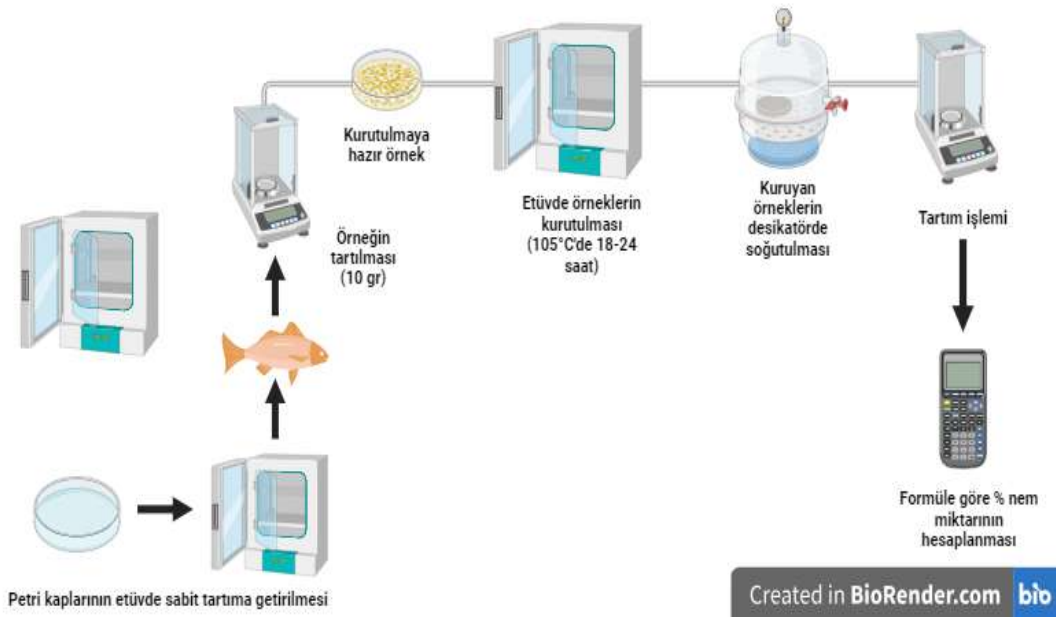 Petri kaplarının etüvde sabit tartıma getirilmesi
Örneğin
tartılması
(10 gr)
Kurutulmaya
hazır örnek
Etüvde örneklerin
kurutulması
(105°C'de 18-24
saat)
Kuruyan
örneklerin
desikatörde
soğutulması
Tartım işlemi
Formüle göre % nem
miktarının
hesaplanması
Created in BioRender.com bio